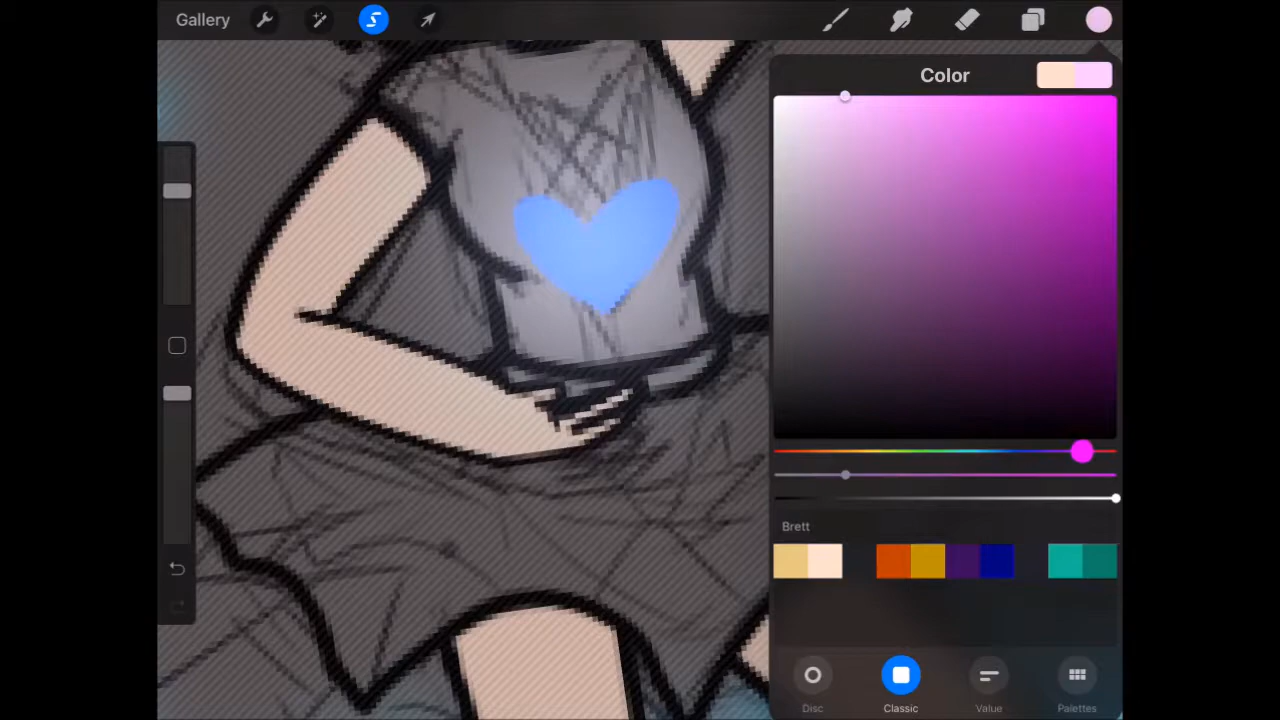 Gallery
Color
Brett
Disc
Classic
Value
Palettes